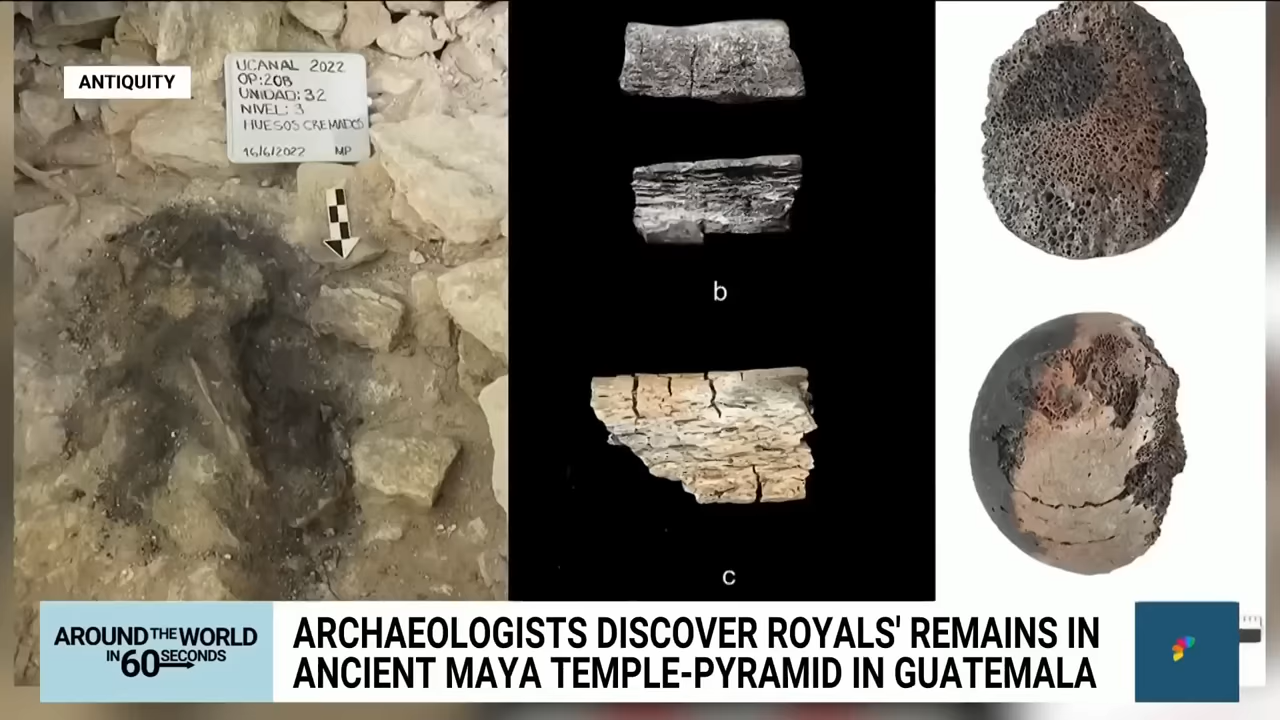 ANTIQUITY
UCANAL 2022
OP:20B
UNIDAD:32
NIVEL:3
HUESOS CREMADOS
16/6/2022 MP
b
c
AROUND THE WORLD
IN 60 SECONDS
ARCHAEOLOGISTS DISCOVER ROYALS' REMAINS IN
ANCIENT MAYA TEMPLE-PYRAMID IN GUATEMALA